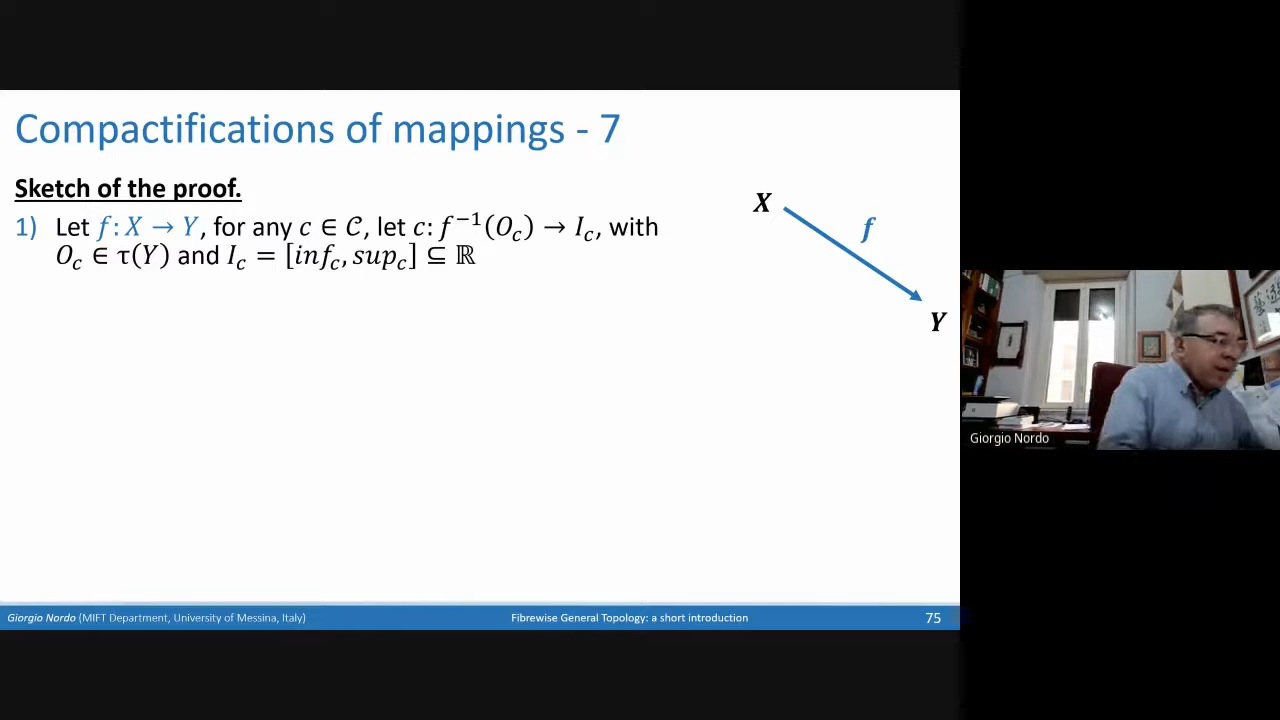 Compactifications of mappings - 7
Sketch of the proof.
1) Let f: X → Y, for any c ∈ 𝒞, let c: f⁻¹(O_c) → I_c, with
O_c ∈ τ(Y) and I_c = [inf_c, sup_c] ⊆ ℝ
X
f
Y
Giorgio Nordo
Giorgio Nordo (MIFT Department, University of Messina, Italy)
Fibrewise General Topology: a short introduction
75